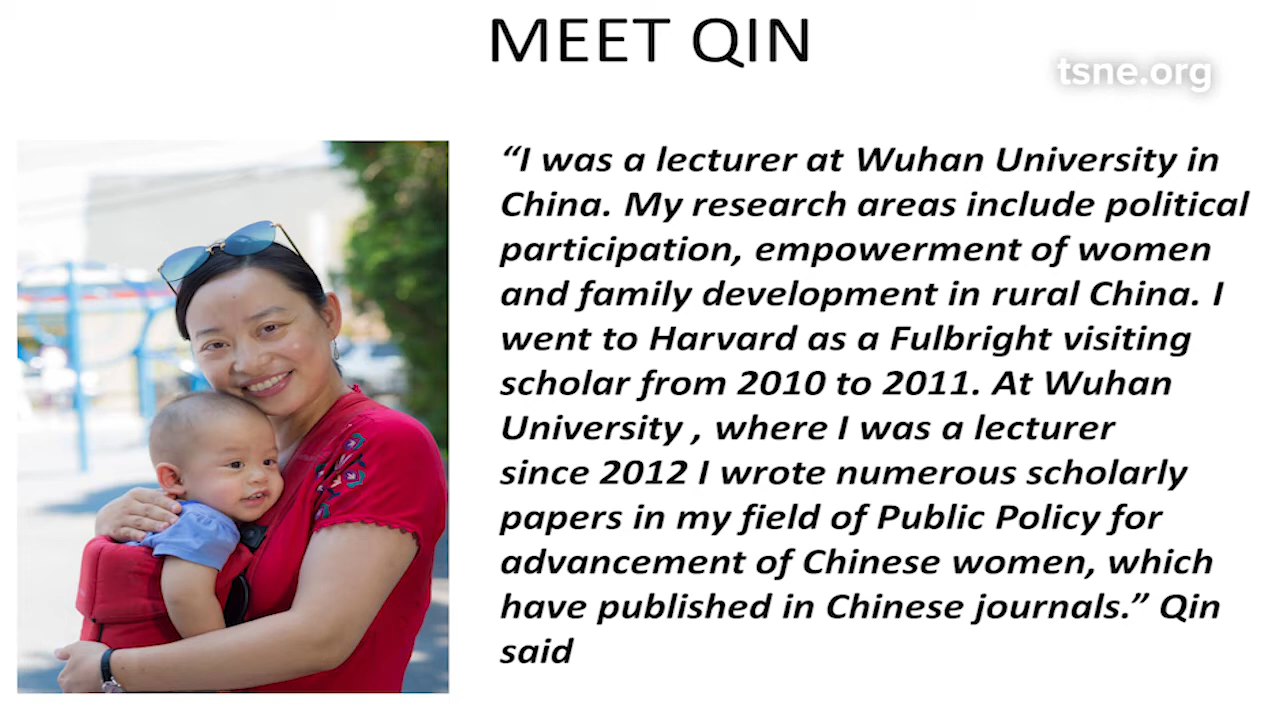 MEET QIN
tsne.org
“I was a lecturer at Wuhan University in
China. My research areas include political
participation, empowerment of women
and family development in rural China. I
went to Harvard as a Fulbright visiting
scholar from 2010 to 2011. At Wuhan
University , where I was a lecturer
since 2012 I wrote numerous scholarly
papers in my field of Public Policy for
advancement of Chinese women, which
have published in Chinese journals.” Qin
said